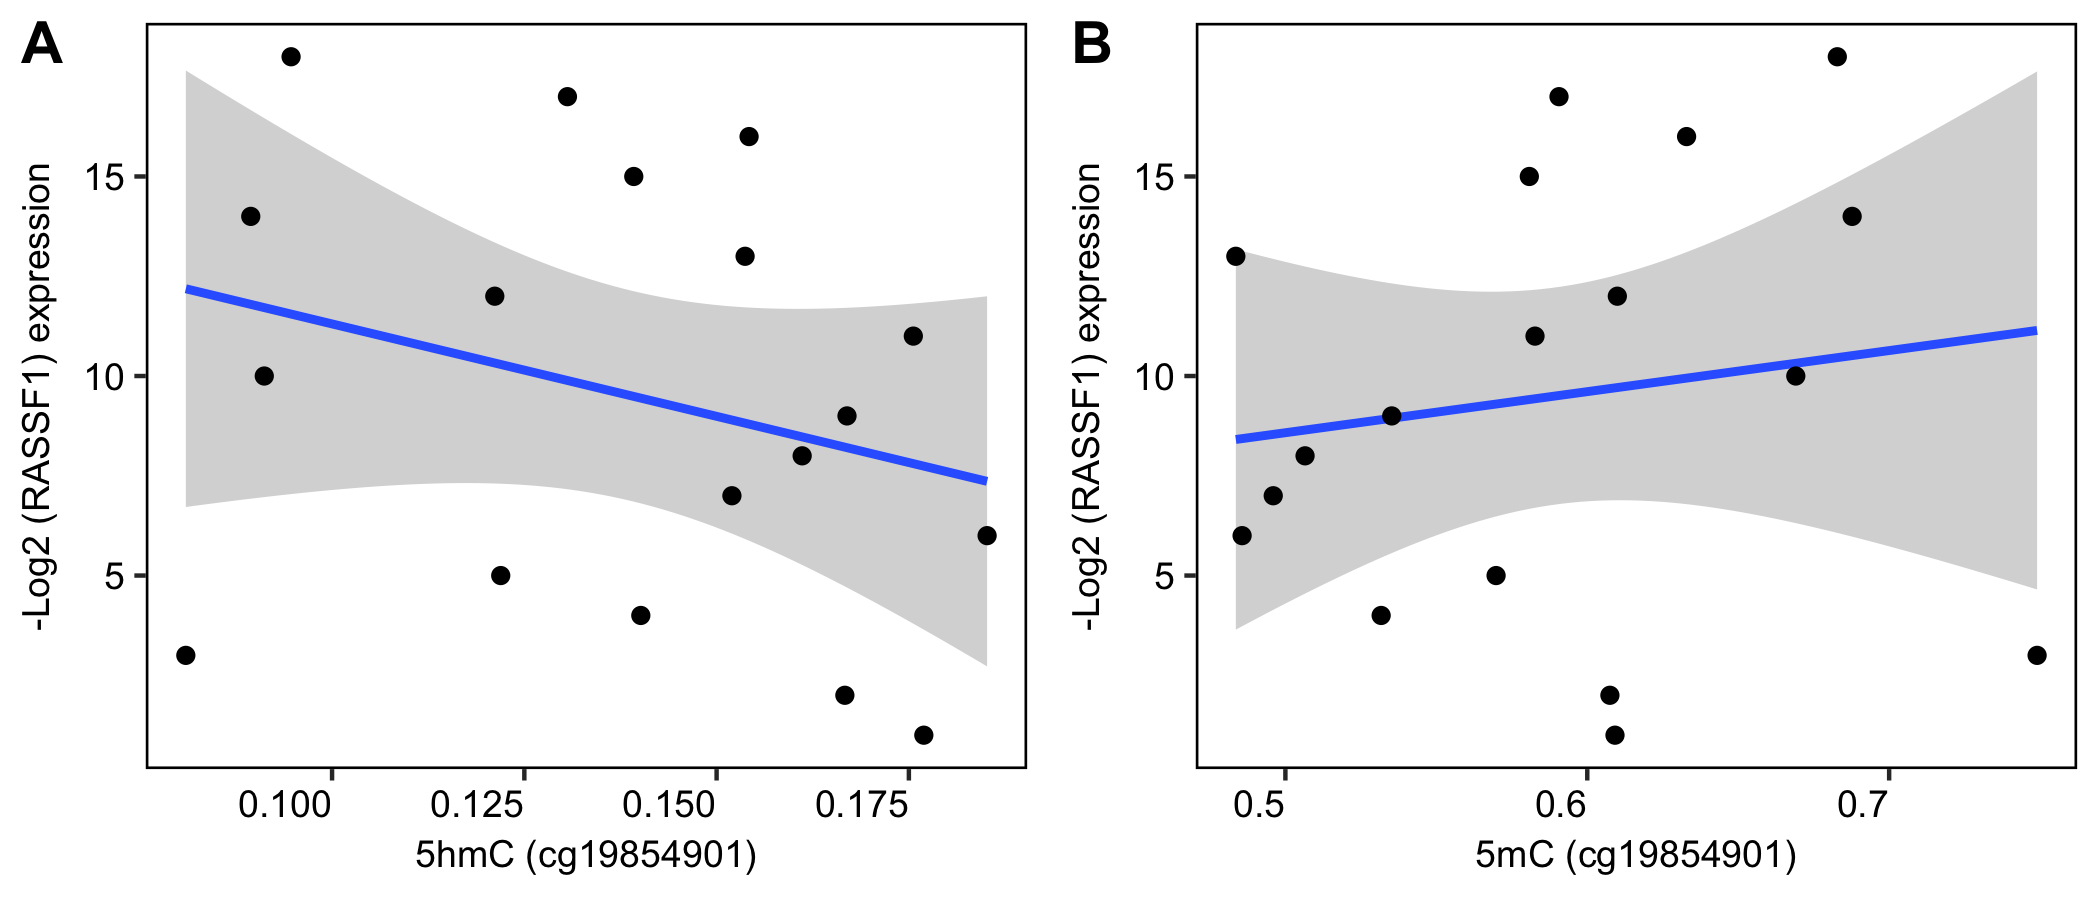 A
-Log2 (RASSF1) expression
15
10
5
0.100 0.125 0.150 0.175
5hmC (cg19854901)
B
-Log2 (RASSF1) expression
15
10
5
0.5 0.6 0.7
5mC (cg19854901)